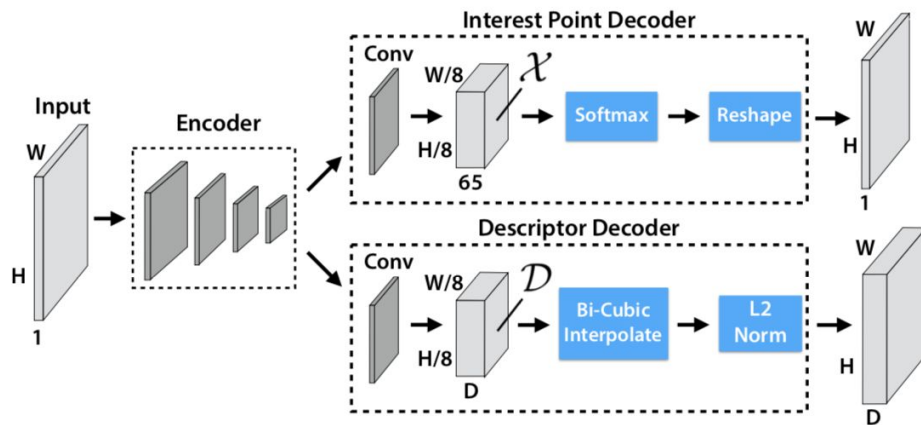 Input
W
H
1
Encoder
Interest Point Decoder
Conv
W/8
H/8
65
𝒳
Softmax
Reshape
W
H
1
Descriptor Decoder
Conv
W/8
H/8
D
𝒟
Bi-Cubic
Interpolate
L2
Norm
W
H
D